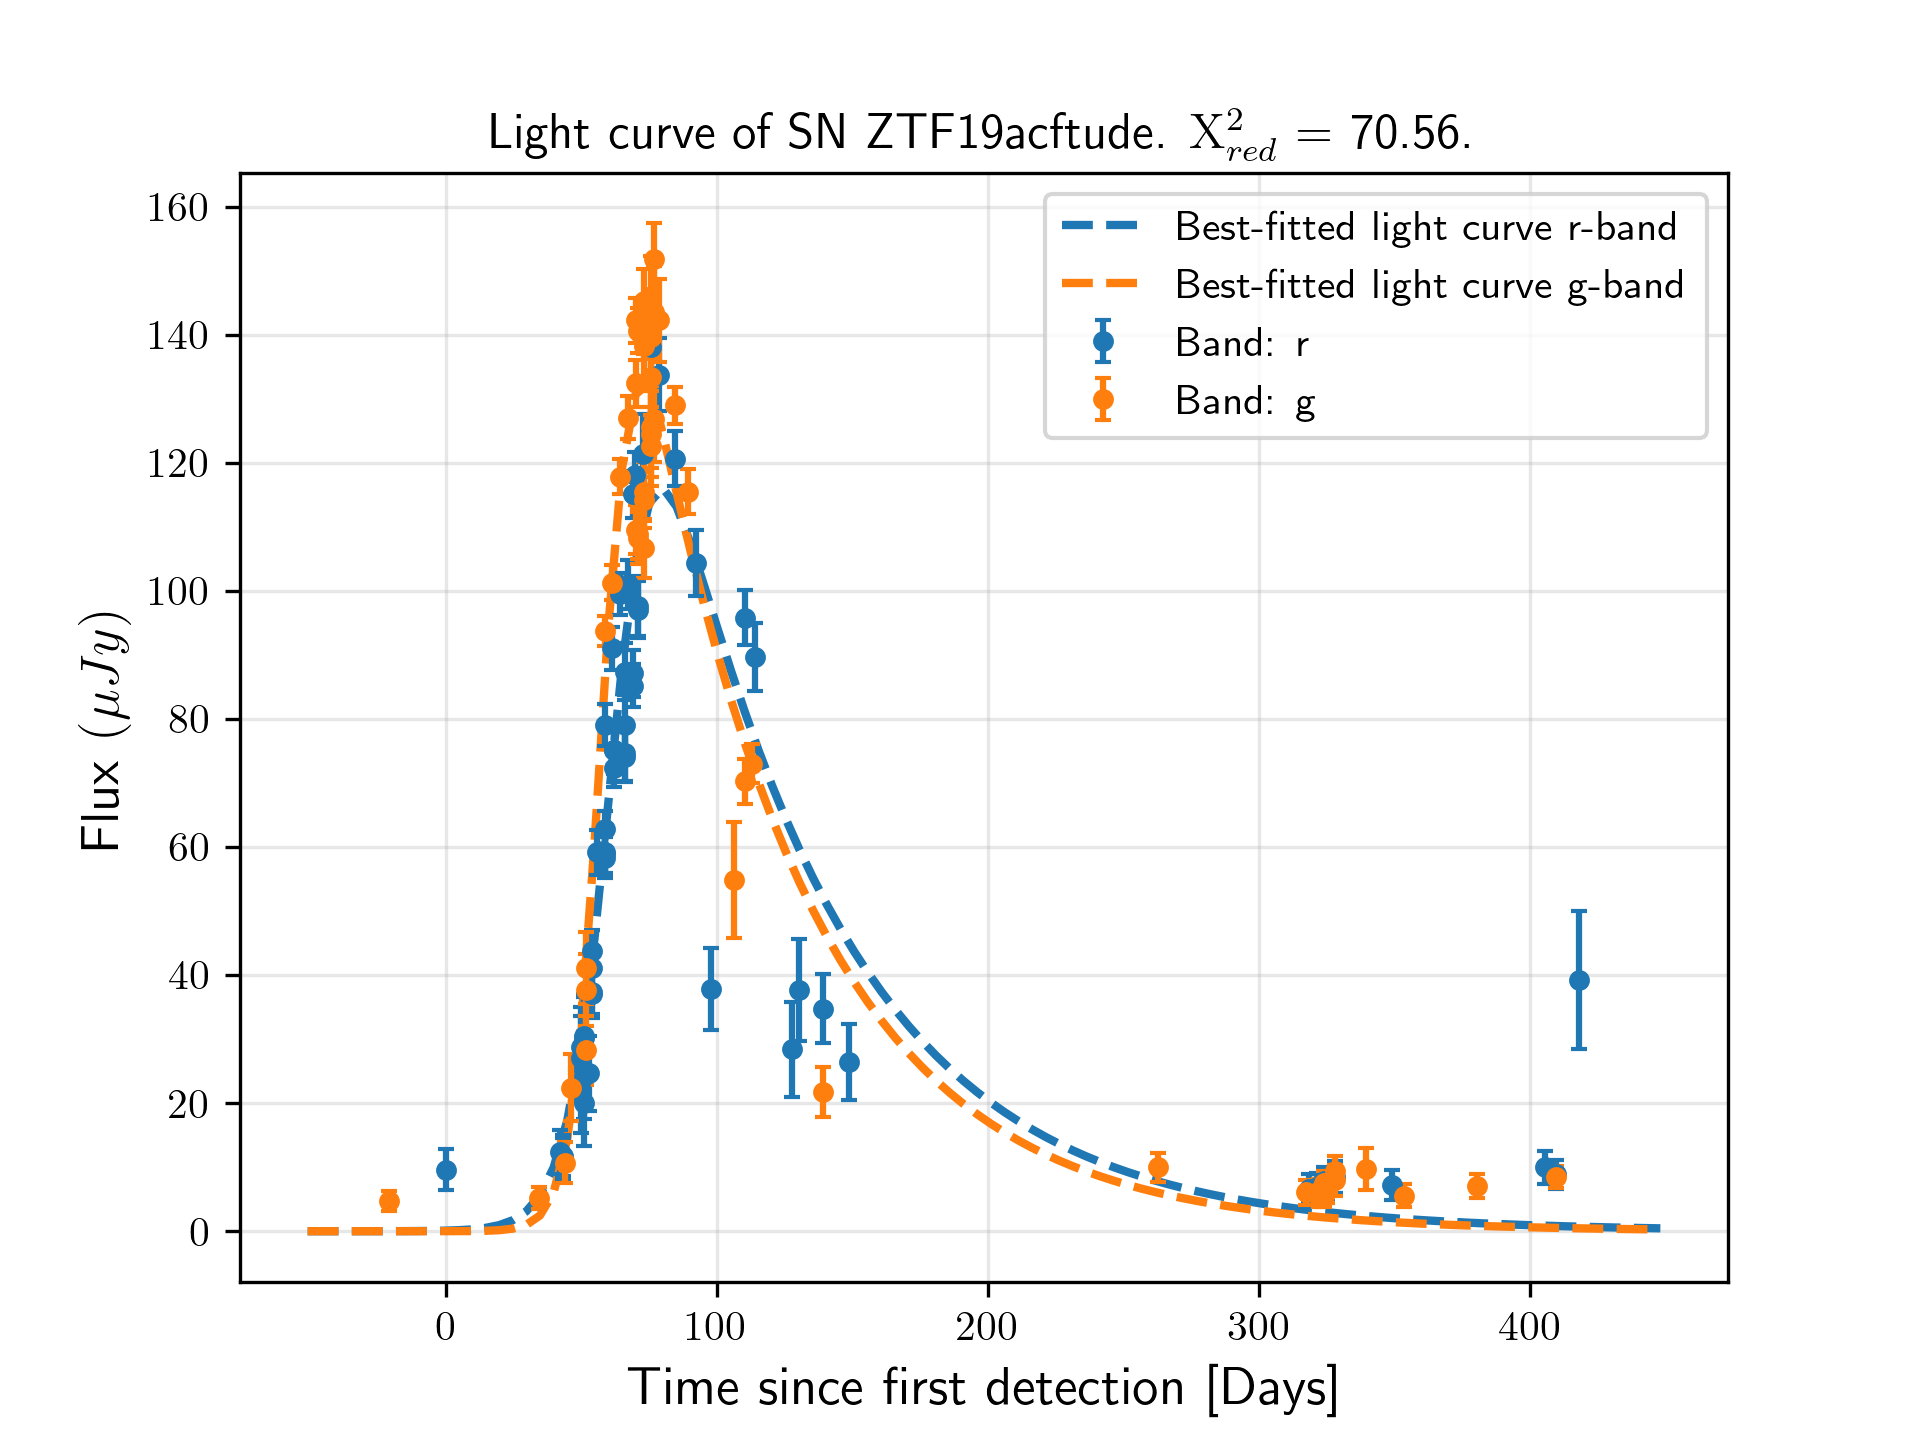 Light curve of SN ZTF19acftude. X²_red = 70.56.
160
140
120
100
80
60
40
20
0
Flux (μJy)
Best-fitted light curve r-band
Best-fitted light curve g-band
Band: r
Band: g
0 100 200 300 400
Time since first detection [Days]